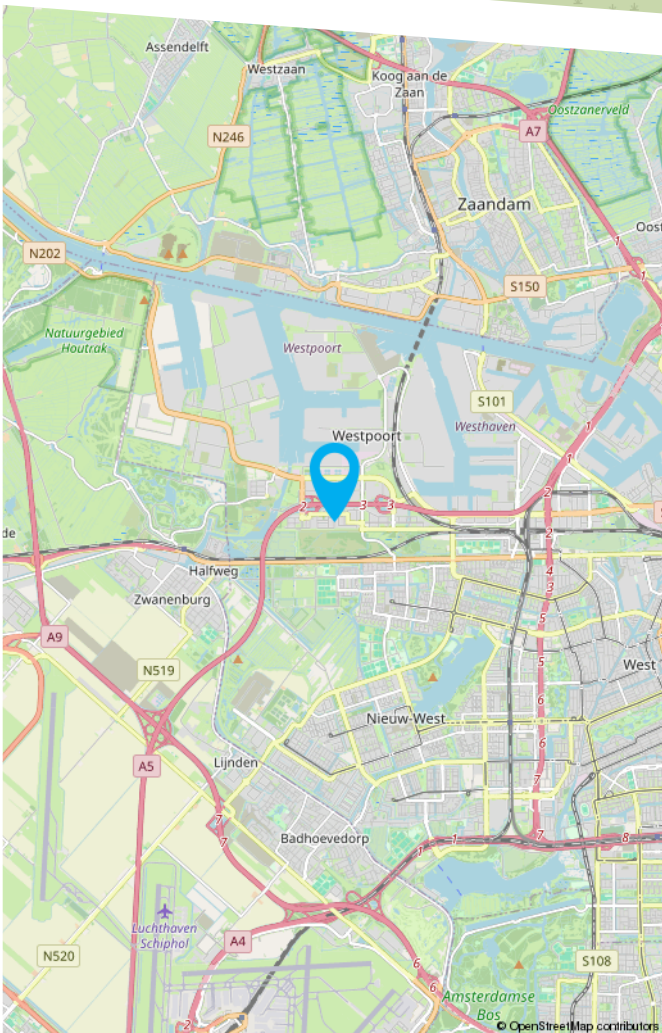 Assendelft
Westzaan
Koog aan de
Zaan
Oostzanerveld
A7
N246
Zaandam
Oost
1
N202
S150
Natuurgebied
Houtrak
Westpoort
1
S101
Westhaven
Westpoort
1
2
2
3
3
2
de
Halfweg
4
3
Zwanenburg
5
A9
West
N519
5
Nieuw-West
6
6
A5
Lijnden
7
7
7
Badhoevedorp
1
1
7
8
Luchthaven
Schiphol
A4
N520
6
6
S108
Amsterdamse
Bos
2
© OpenStreetMap contributors